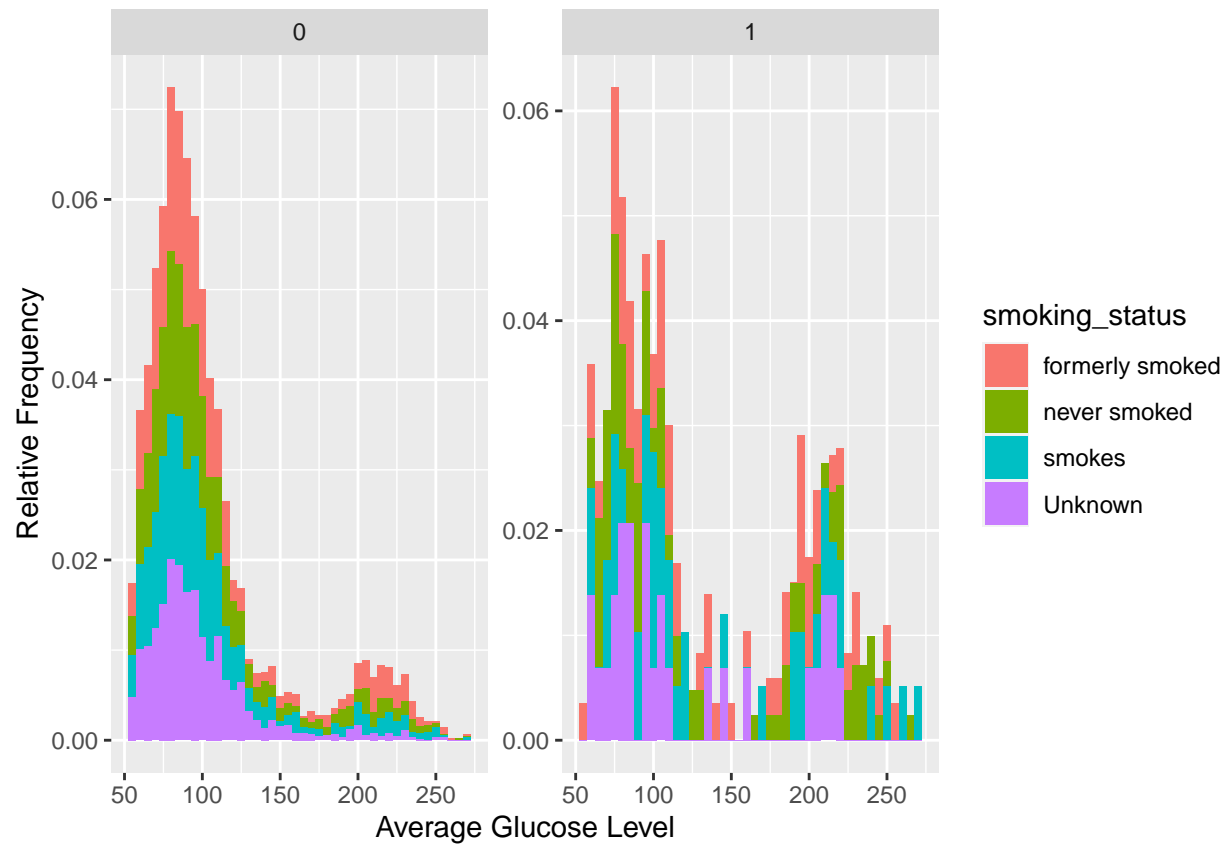 0
1
0.06
0.04
0.02
0.00
0.06
0.04
0.02
0.00
50 100 150 200 250
50 100 150 200 250
Relative Frequency
Average Glucose Level
smoking_status
formerly smoked
never smoked
smokes
Unknown